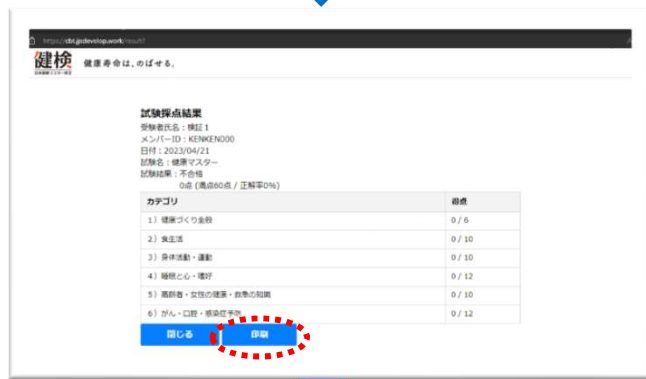 https://cbt.jpdevelop.work/result/
健検
健康寿命は、のばせる。
試験採点結果
受験者氏名：検証１
メンバーID：KENKEN000
日付：2023/04/21
試験名：健康マスター
試験結果：不合格
0点 (満点60点 / 正解率0%)
カテゴリ 得点
１）健康づくり全般 0 / 6
２）食生活 0 / 10
３）身体活動・運動 0 / 10
４）睡眠と心・嗜好 0 / 12
５）高齢者・女性の健康・救急の知識 0 / 10
６）がん・口腔・感染症予防 0 / 12
閉じる 印刷